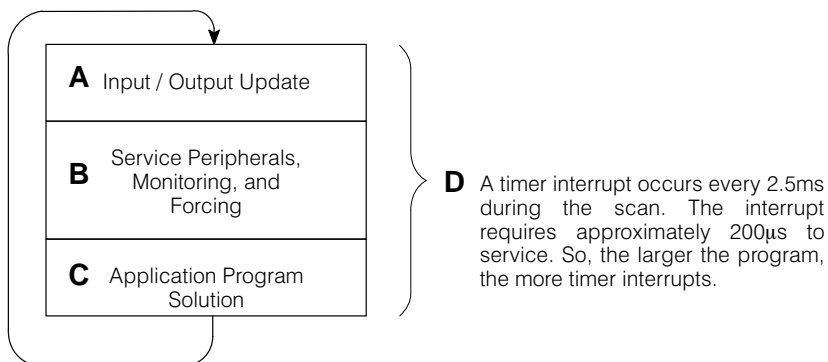 A Input / Output Update
B Service Peripherals,
Monitoring, and
Forcing
C Application Program
Solution
D A timer interrupt occurs every 2.5ms
during the scan. The interrupt
requires approximately 200µs to
service. So, the larger the program,
the more timer interrupts.